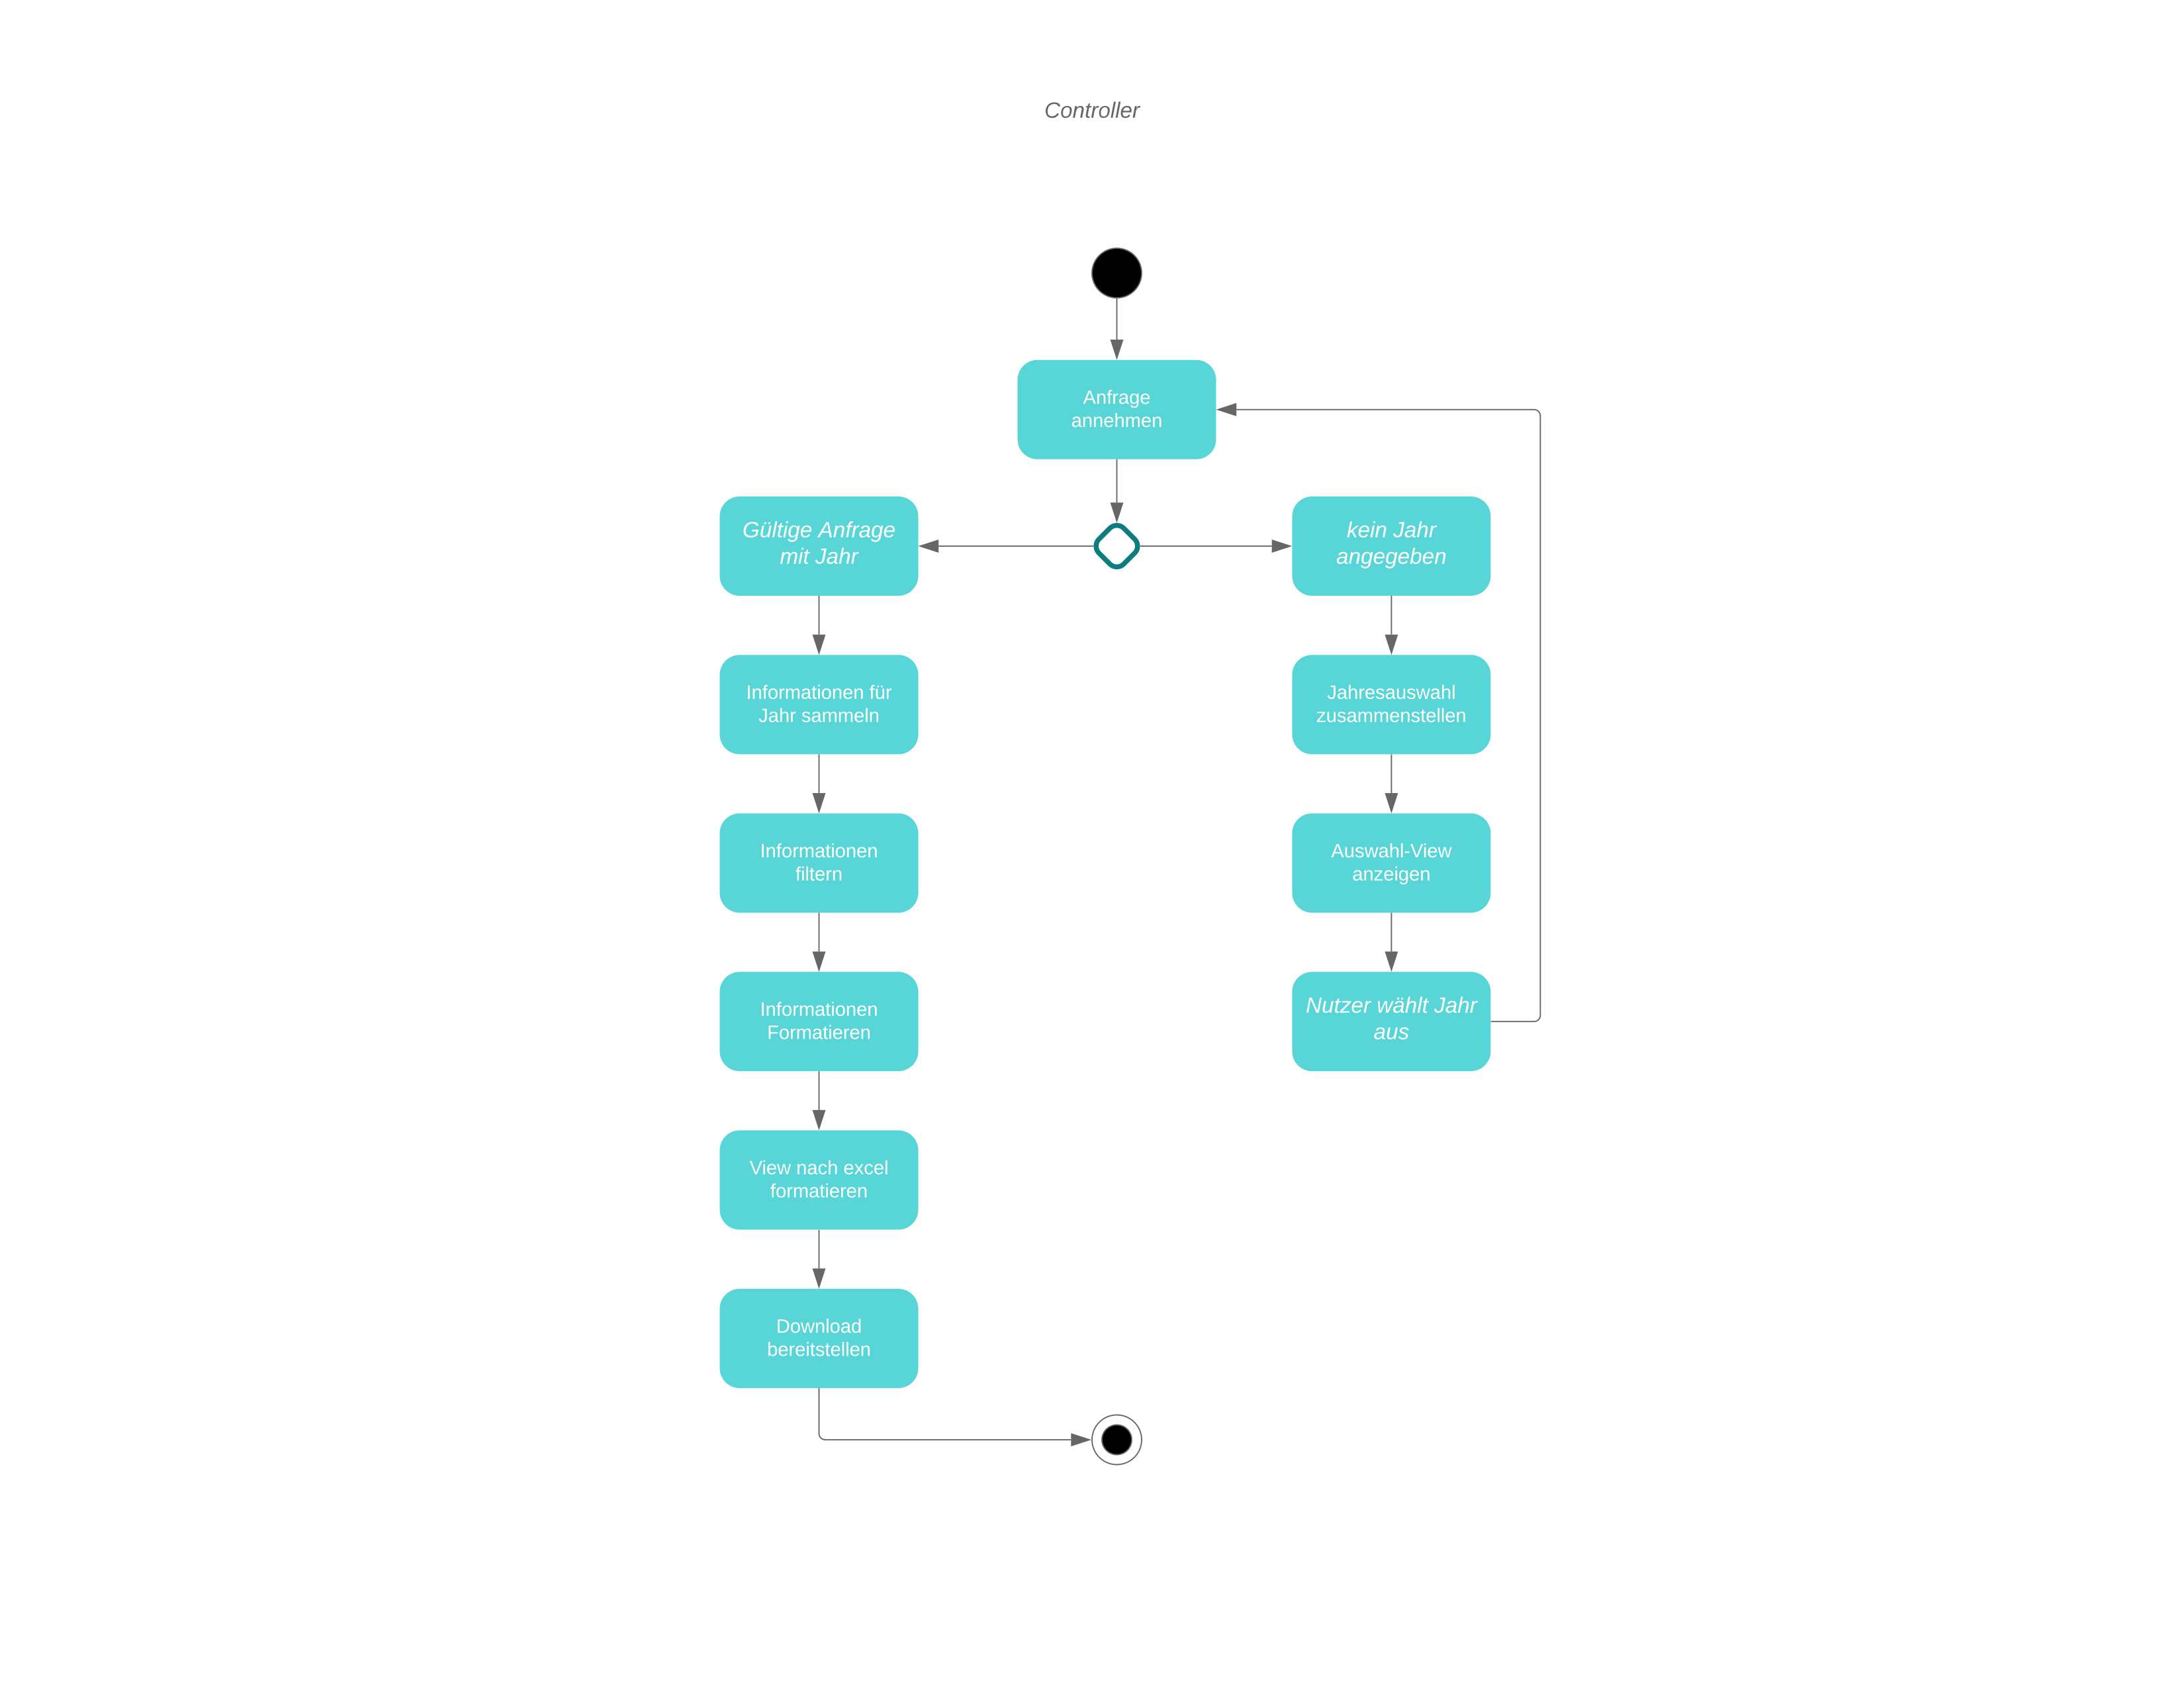 Controller
Anfrage
annehmen
Gültige Anfrage
mit Jahr
kein Jahr
angegeben
Informationen für
Jahr sammeln
Jahresauswahl
zusammenstellen
Informationen
filtern
Auswahl-View
anzeigen
Informationen
Formatieren
Nutzer wählt Jahr
aus
View nach excel
formatieren
Download
bereitstellen